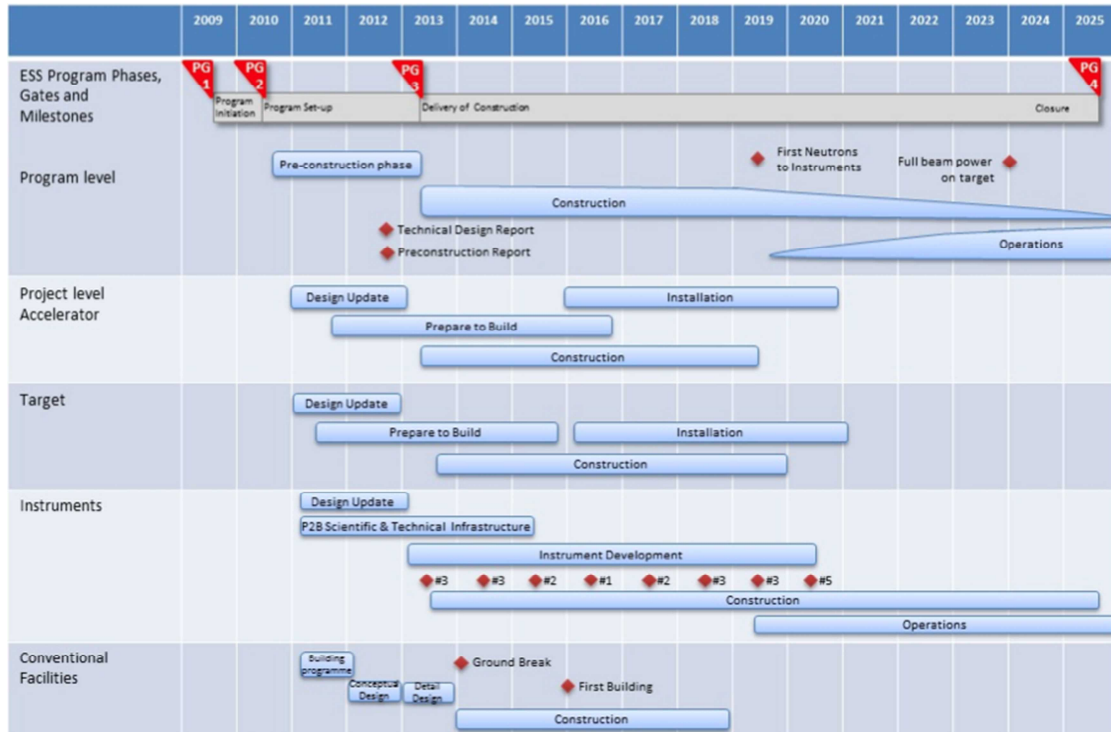 2009 2010 2011 2012 2013 2014 2015 2016 2017 2018 2019 2020 2021 2022 2023 2024 2025
ESS Program Phases,
Gates and
Milestones
PG
1
PG
2
PG
3
PG
4
Program
Initiation
Program Set-up
Delivery of Construction
Closure
Program level
Pre-construction phase
First Neutrons
to Instruments
Full beam power
on target
Construction
Technical Design Report
Preconstruction Report
Operations
Project level
Accelerator
Design Update
Installation
Prepare to Build
Construction
Target
Design Update
Prepare to Build
Installation
Construction
Instruments
Design Update
P2B Scientific & Technical Infrastructure
Instrument Development
#3 #3 #2 #1 #2 #3 #3 #5
Construction
Operations
Conventional
Facilities
Building
programme
Ground Break
Conceptual
Design
Detail
Design
First Building
Construction